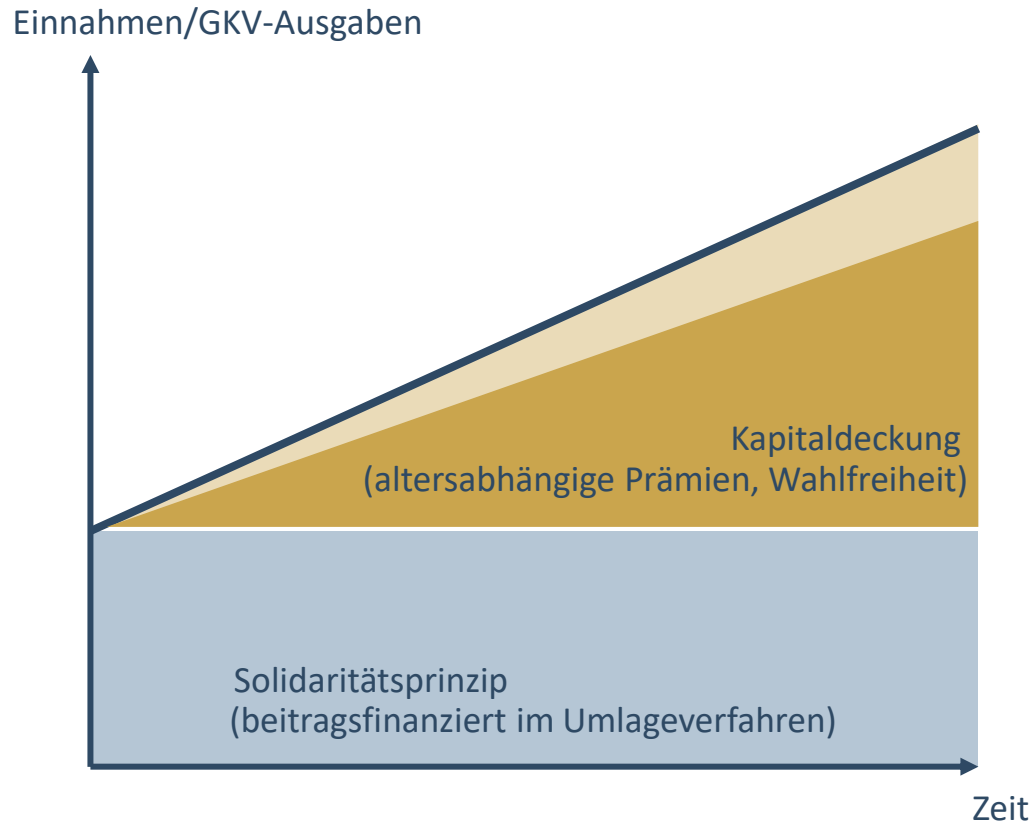 Einnahmen/GKV-Ausgaben
Kapitaldeckung
(altersabhängige Prämien, Wahlfreiheit)
Solidaritätsprinzip
(beitragsfinanziert im Umlageverfahren)
Zeit